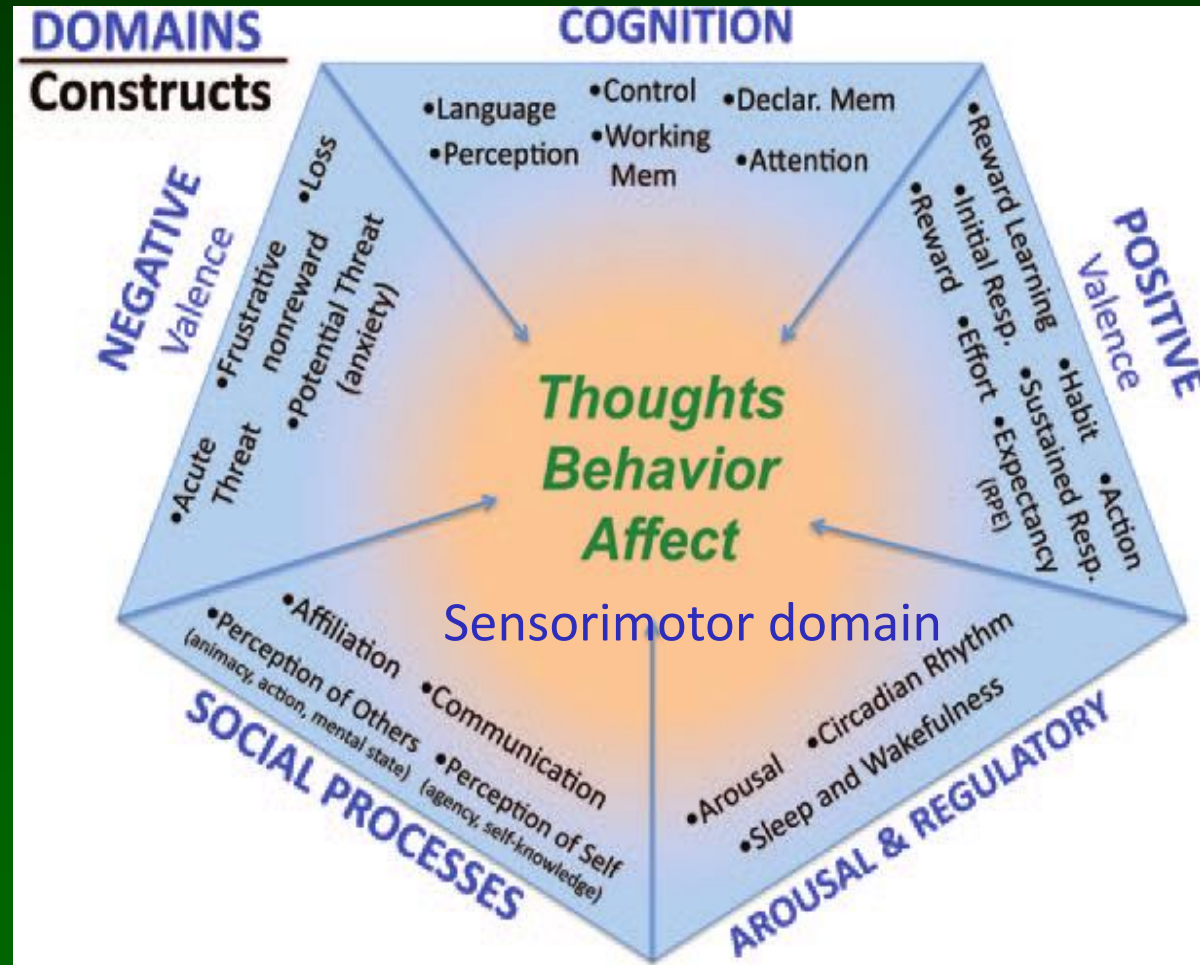 DOMAINS
Constructs
COGNITION
•Language
•Perception
•Control
•Working
Mem
•Declar. Mem
•Attention
NEGATIVE
Valence
•Loss
•Frustrative
nonreward
•Potential Threat
(anxiety)
•Acute
Threat
POSITIVE
Valence
•Reward Learning
•Initial Resp.
•Reward
•Habit
•Sustained Resp.
•Effort
•Action
•Expectancy
(RPE)
Thoughts
Behavior
Affect
Sensorimotor domain
•Affiliation
•Communication
•Perception of Others
(animacy, action, mental state)
•Perception of Self
(agency, self-knowledge)
SOCIAL PROCESSES
•Circadian Rhythm
•Arousal
•Sleep and Wakefulness
AROUSAL & REGULATORY